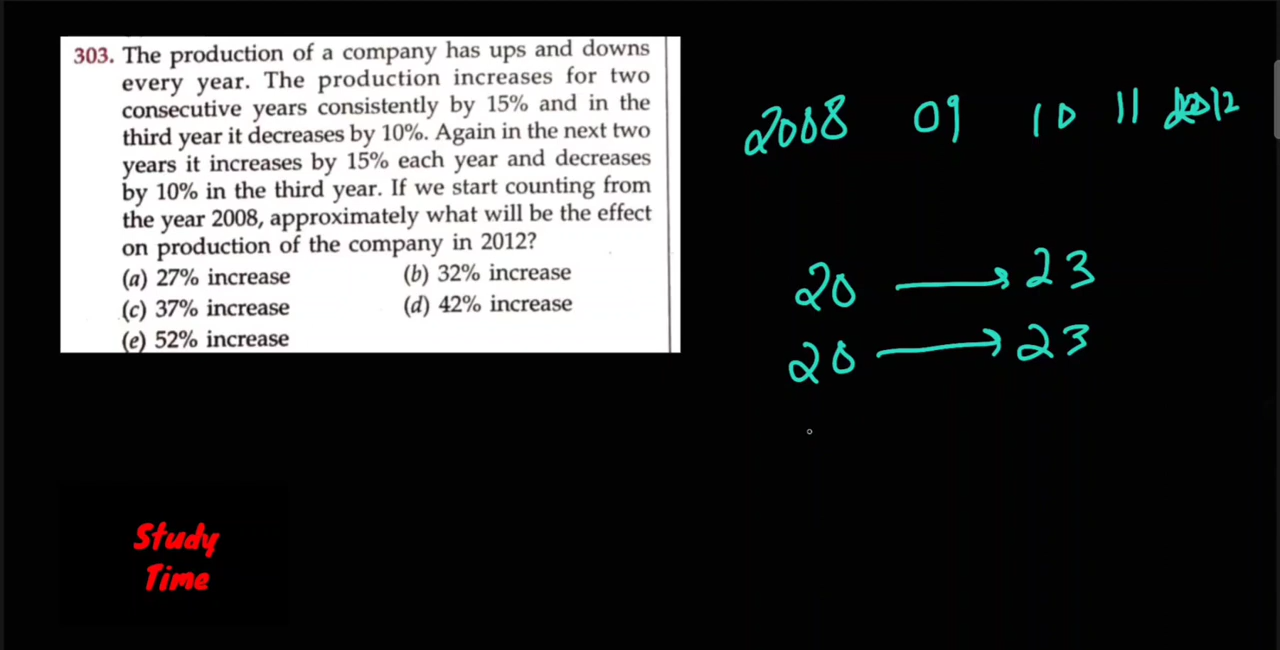 303. The production of a company has ups and downs
every year. The production increases for two
consecutive years consistently by 15% and in the
third year it decreases by 10%. Again in the next two
years it increases by 15% each year and decreases
by 10% in the third year. If we start counting from
the year 2008, approximately what will be the effect
on production of the company in 2012?
(a) 27% increase (b) 32% increase
(c) 37% increase (d) 42% increase
(e) 52% increase
2008 09 10 11 12
20 → 23
20 → 23
Study
Time